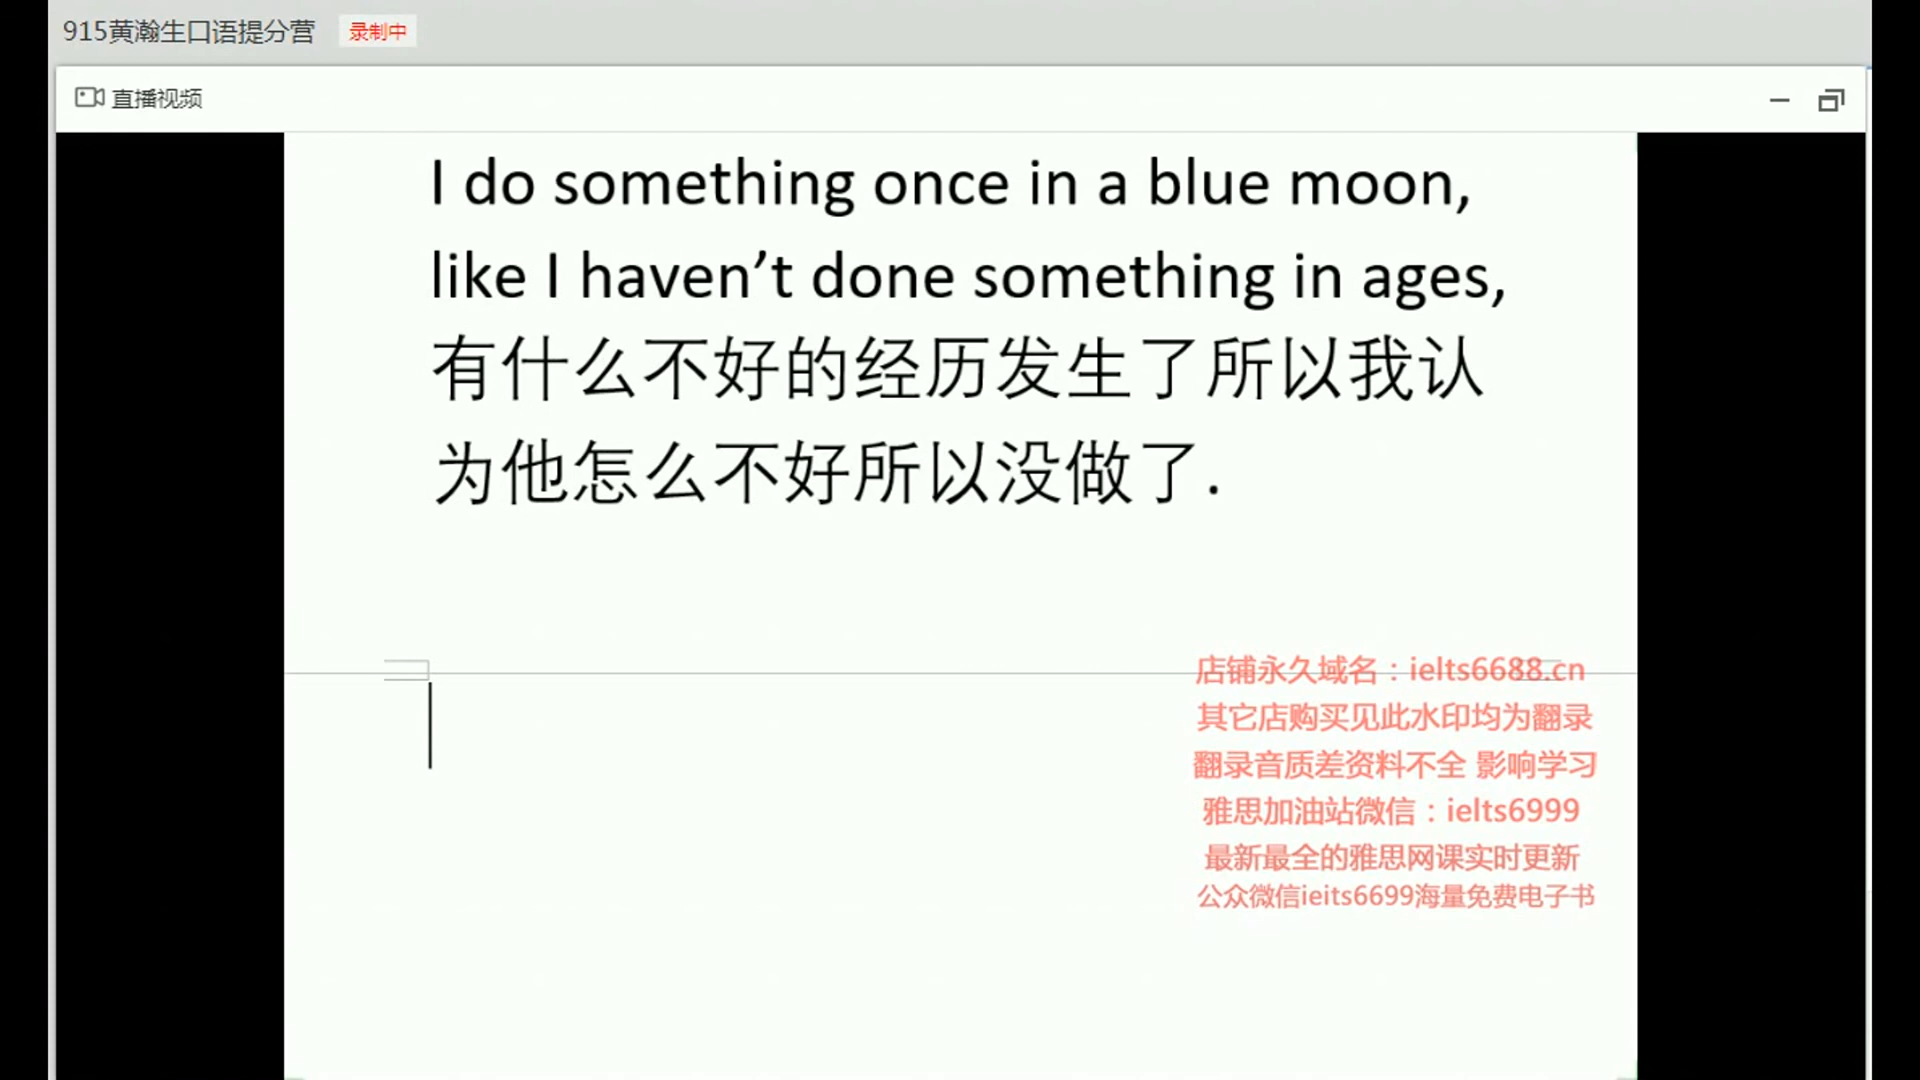 915黄瀚生口语提分营 录制中
直播视频
I do something once in a blue moon,
like I haven’t done something in ages,
有什么不好的经历发生了所以我认
为他怎么不好所以没做了.
店铺永久域名：ielts6688.cn
其它店购买见此水印均为翻录
翻录音质差资料不全 影响学习
雅思加油站微信：ielts6999
最新最全的雅思网课实时更新
公众微信ieits6699海量免费电子书